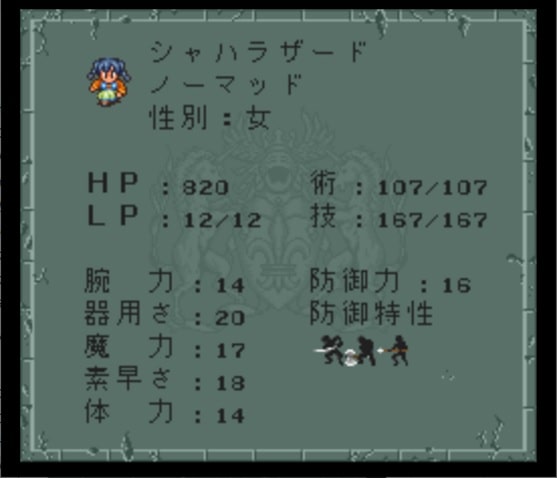 シャハラザード
ノーマッド
性別：女
ＨＰ：820 術：107/107
ＬＰ：12/12 技：167/167
腕 力：14 防御力：16
器用さ：20 防御特性
魔 力：17
素早さ：18
体 力：14